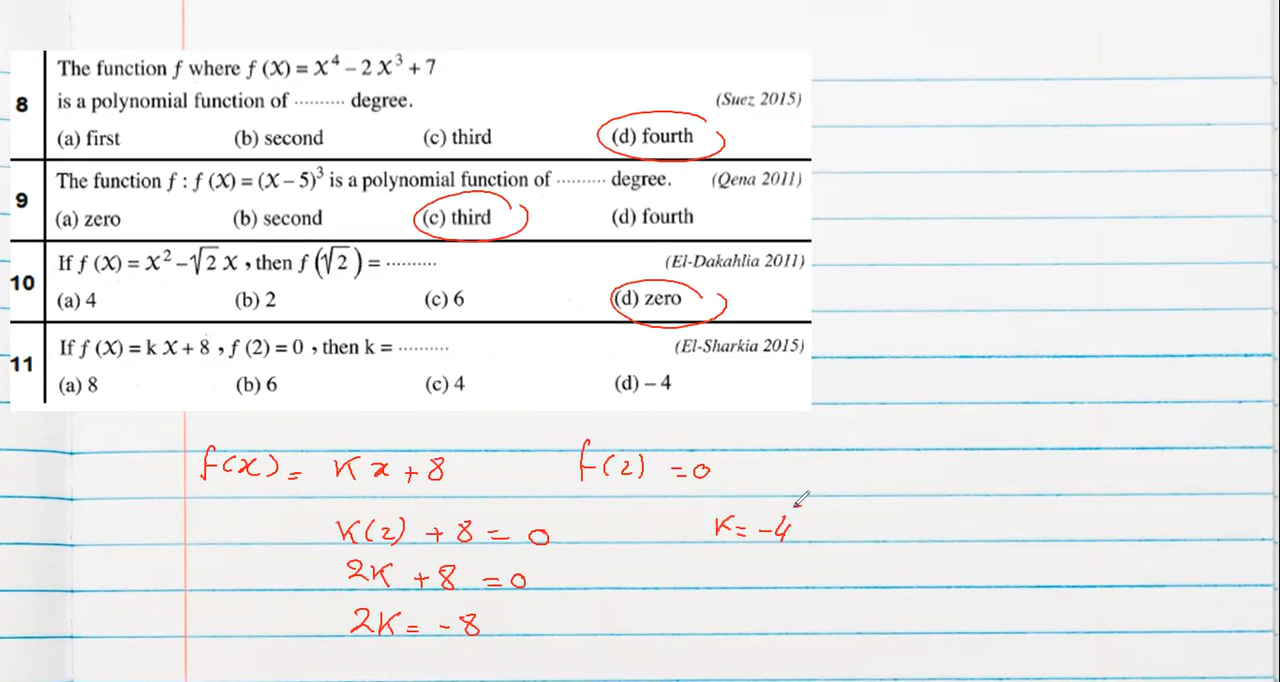 8
The function f where f (X) = X⁴ – 2 X³ + 7
is a polynomial function of ·········· degree. (Suez 2015)
(a) first (b) second (c) third (d) fourth
9
The function f : f (X) = (X – 5)³ is a polynomial function of ·········· degree. (Qena 2011)
(a) zero (b) second (c) third (d) fourth
10
If f (X) = X² – √2 X , then f (√2) = ·········· (El-Dakahlia 2011)
(a) 4 (b) 2 (c) 6 (d) zero
11
If f (X) = k X + 8 , f (2) = 0 , then k = ·········· (El-Sharkia 2015)
(a) 8 (b) 6 (c) 4 (d) – 4
f(x) = K x + 8 f(2) = 0
K(2) + 8 = 0 K = -4
2K + 8 = 0
2K = - 8